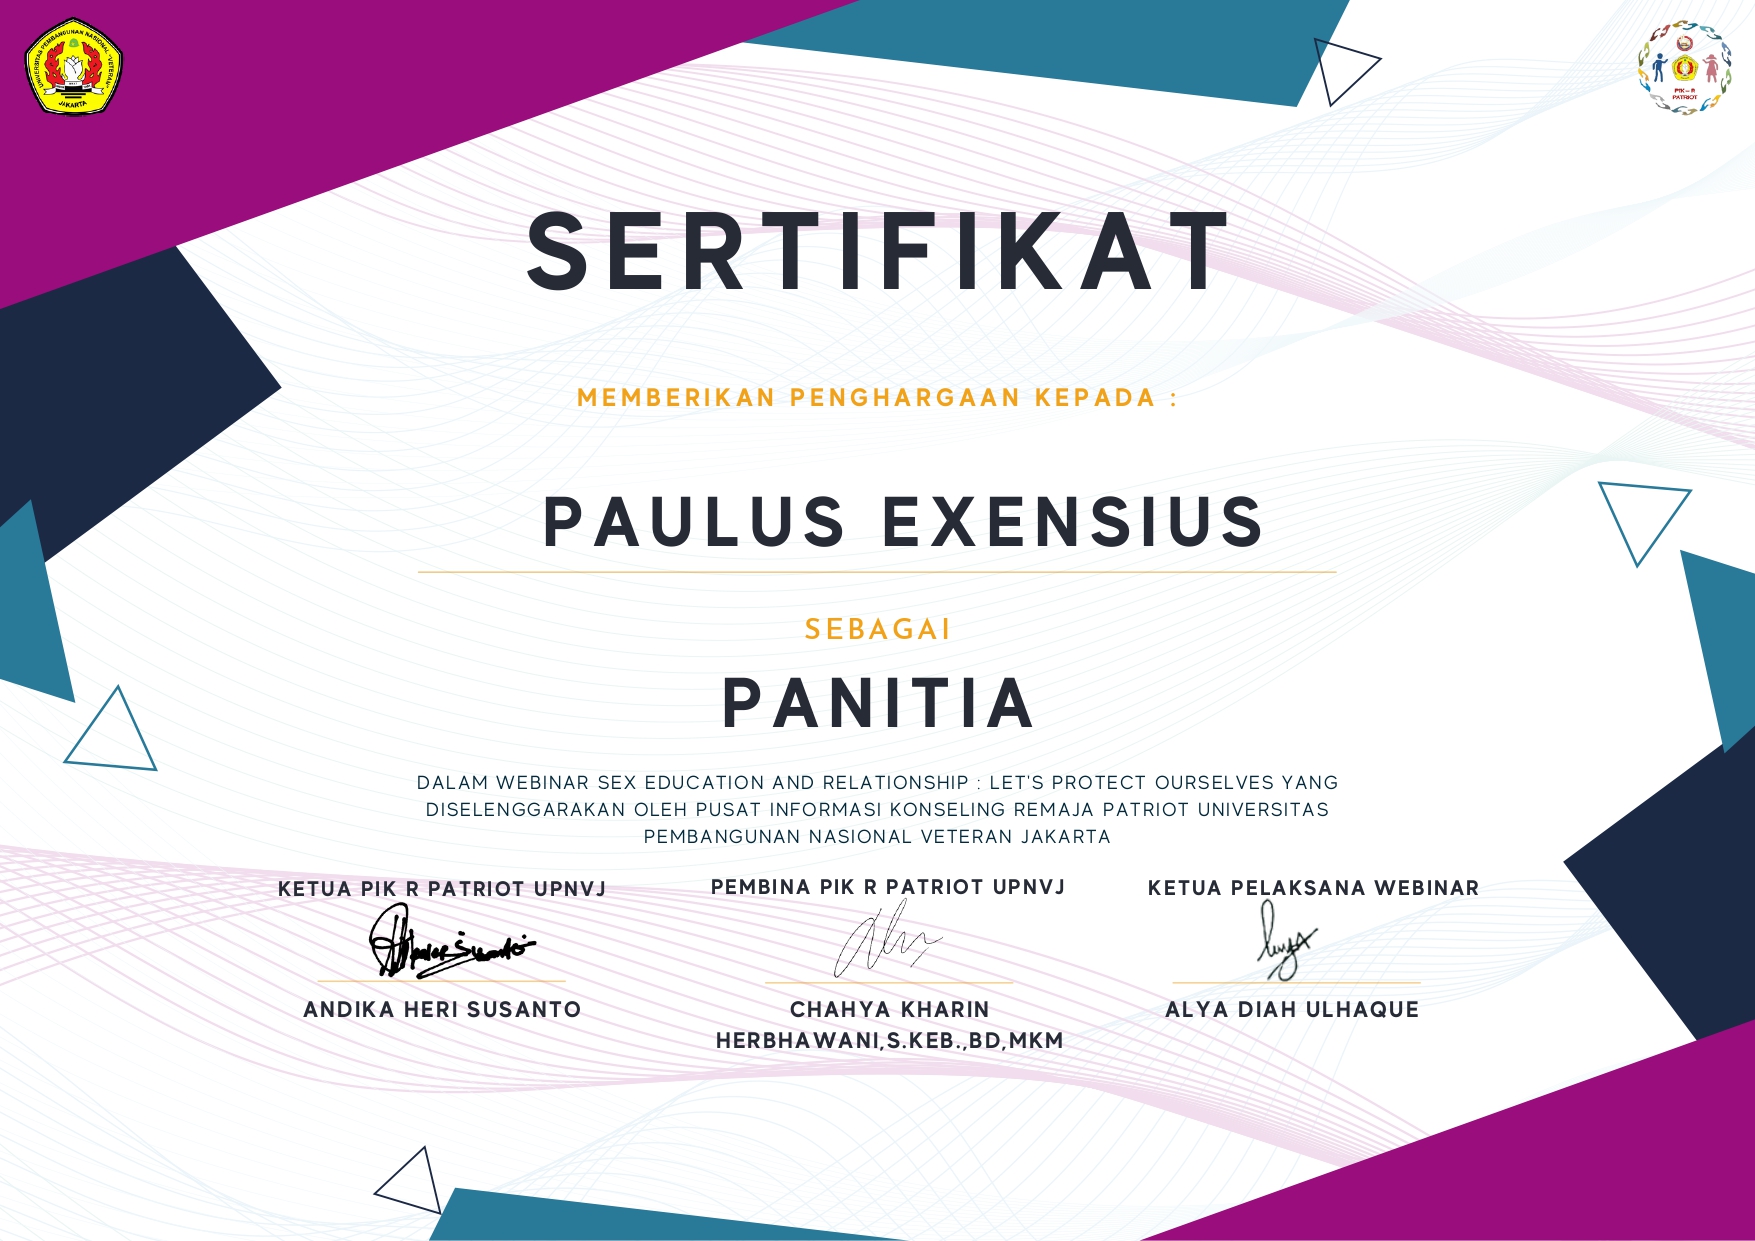 UNIVERSITAS PEMBANGUNAN NASIONAL "VETERAN"
JAKARTA
PIK - R
PATRIOT
SERTIFIKAT
MEMBERIKAN PENGHARGAAN KEPADA :
PAULUS EXENSIUS
SEBAGAI
PANITIA
DALAM WEBINAR SEX EDUCATION AND RELATIONSHIP : LET'S PROTECT OURSELVES YANG
DISELENGGARAKAN OLEH PUSAT INFORMASI KONSELING REMAJA PATRIOT UNIVERSITAS
PEMBANGUNAN NASIONAL VETERAN JAKARTA
KETUA PIK R PATRIOT UPNVJ
ANDIKA HERI SUSANTO
PEMBINA PIK R PATRIOT UPNVJ
CHAHYA KHARIN
HERBHAWANI,S.KEB.,BD,MKM
KETUA PELAKSANA WEBINAR
ALYA DIAH ULHAQUE